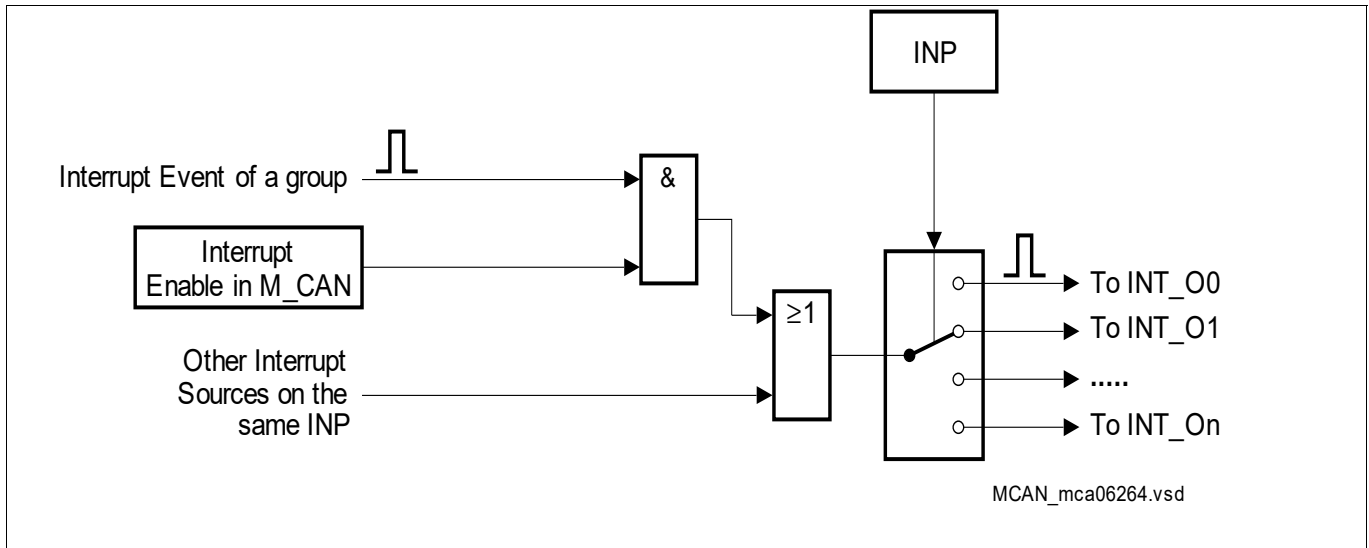 INP
Interrupt Event of a group
&
Interrupt
Enable in M_CAN
≥1
Other Interrupt
Sources on the
same INP
To INT_O0
To INT_O1
.....
To INT_On
MCAN_mca06264.vsd